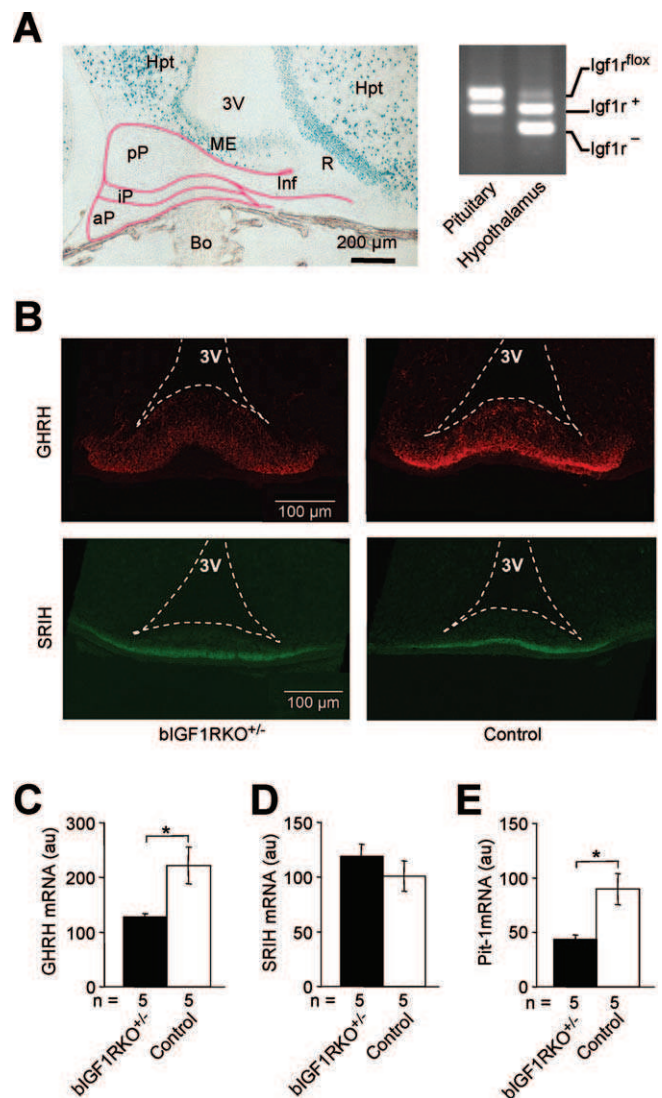 A
Hpt
3V
Hpt
ME
pP
R
Inf
iP
aP
Bo
200 µm
Igf1r flox
Igf1r +
Igf1r −
Pituitary
Hypothalamus
B
GHRH
3V
100 µm
3V
SRIH
3V
100 µm
3V
bIGF1RKO+/-
Control
C
GHRH mRNA (au)
300
200
100
0
*
n = 5 5
bIGF1RKO+/-
Control
D
SRIH mRNA (au)
150
100
50
0
n = 5 5
bIGF1RKO+/-
Control
E
Pit-1mRNA (au)
150
100
50
0
*
n = 5 5
bIGF1RKO+/-
Control